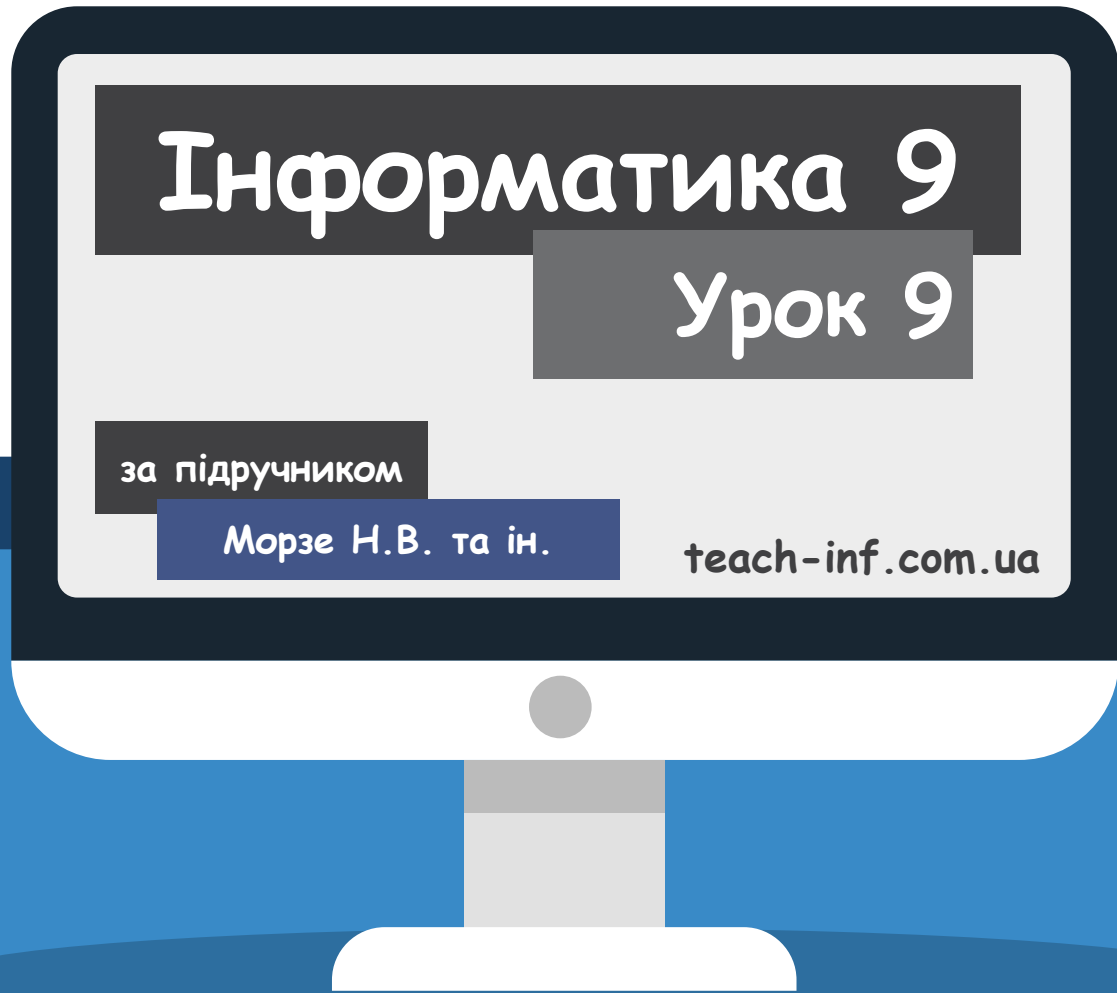 Інформатика 9
Урок 9
за підручником
Морзе Н.В. та ін.
teach-inf.com.ua